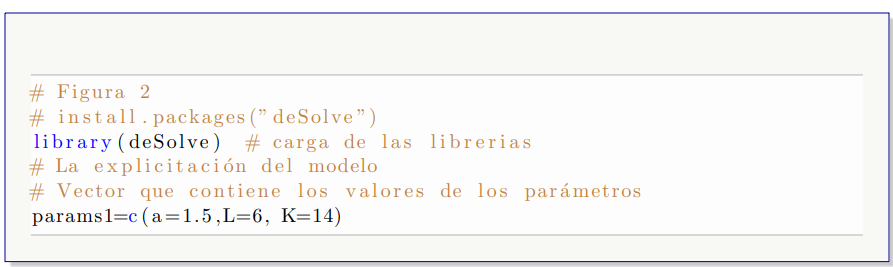 # Figura 2
# install.packages("deSolve")
library(deSolve) # carga de las librerias
# La explicitación del modelo
# Vector que contiene los valores de los parámetros
params1=c(a=1.5,L=6, K=14)